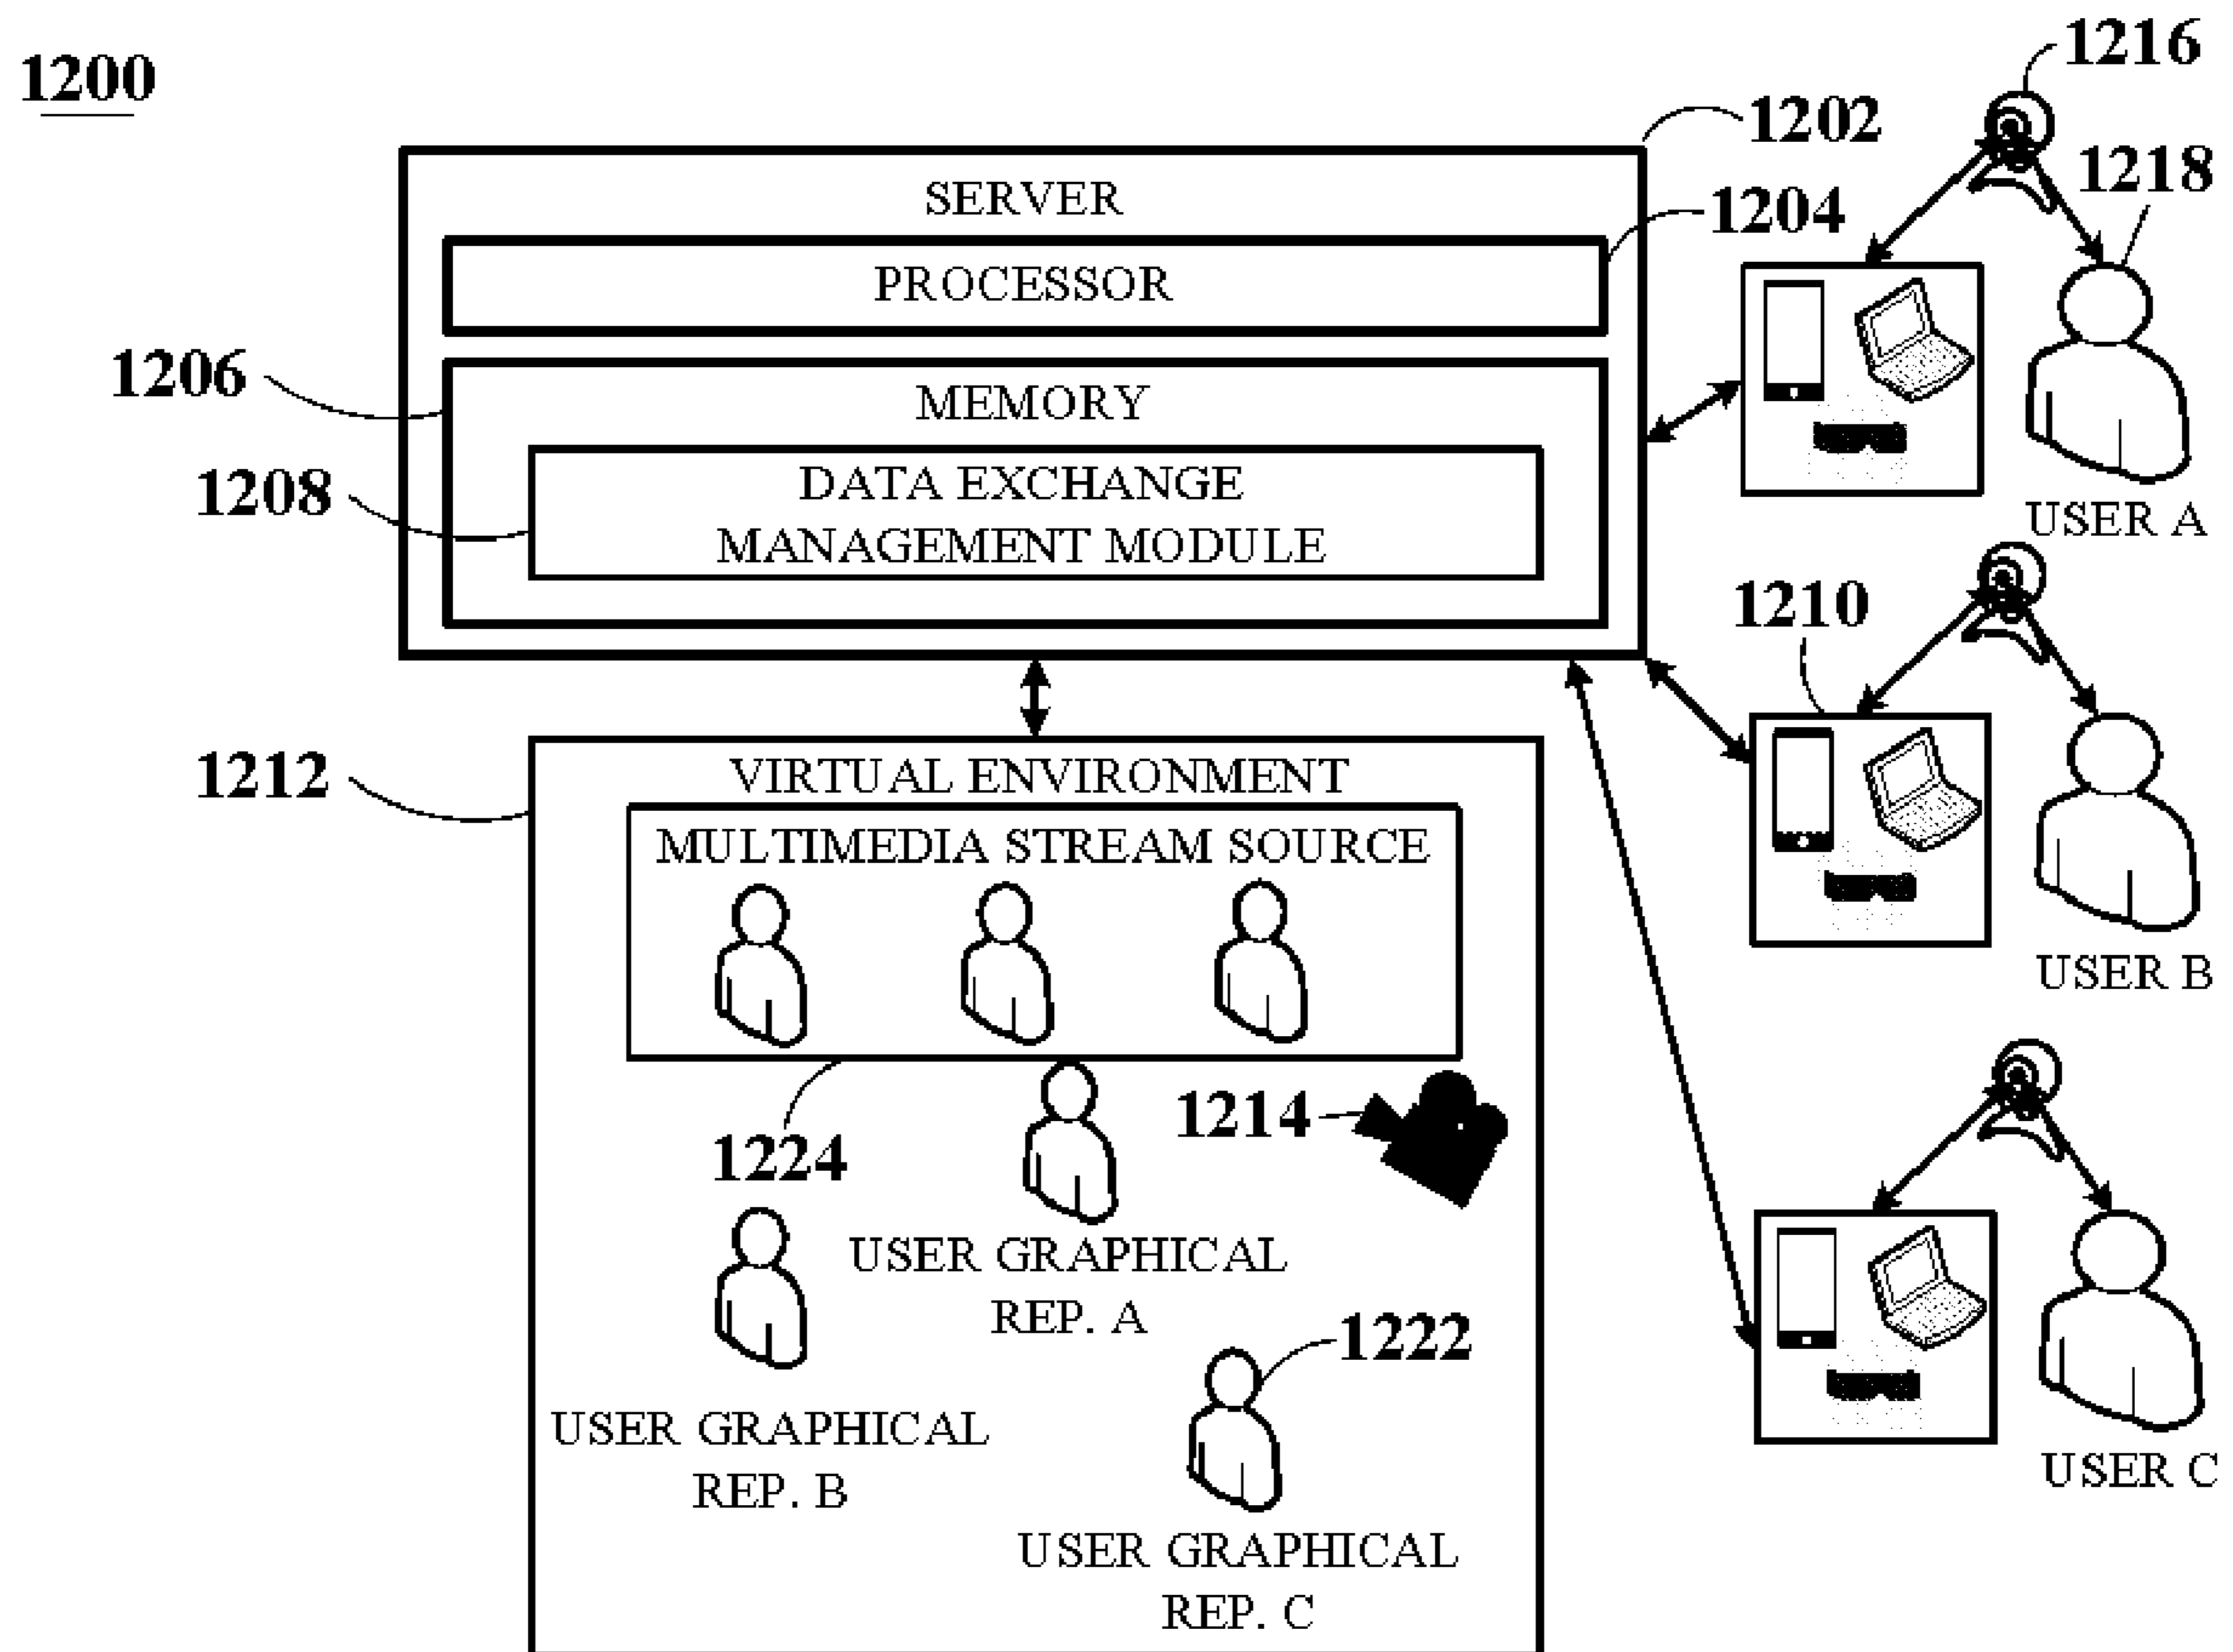 1200
1216
1202
1218
SERVER
1204
PROCESSOR
1206
MEMORY
1208
DATA EXCHANGE
MANAGEMENT MODULE
USER A
1210
1212
VIRTUAL ENVIRONMENT
MULTIMEDIA STREAM SOURCE
USER B
1224
1214
USER GRAPHICAL
REP. A
1222
USER GRAPHICAL
REP. B
USER C
USER GRAPHICAL
REP. C